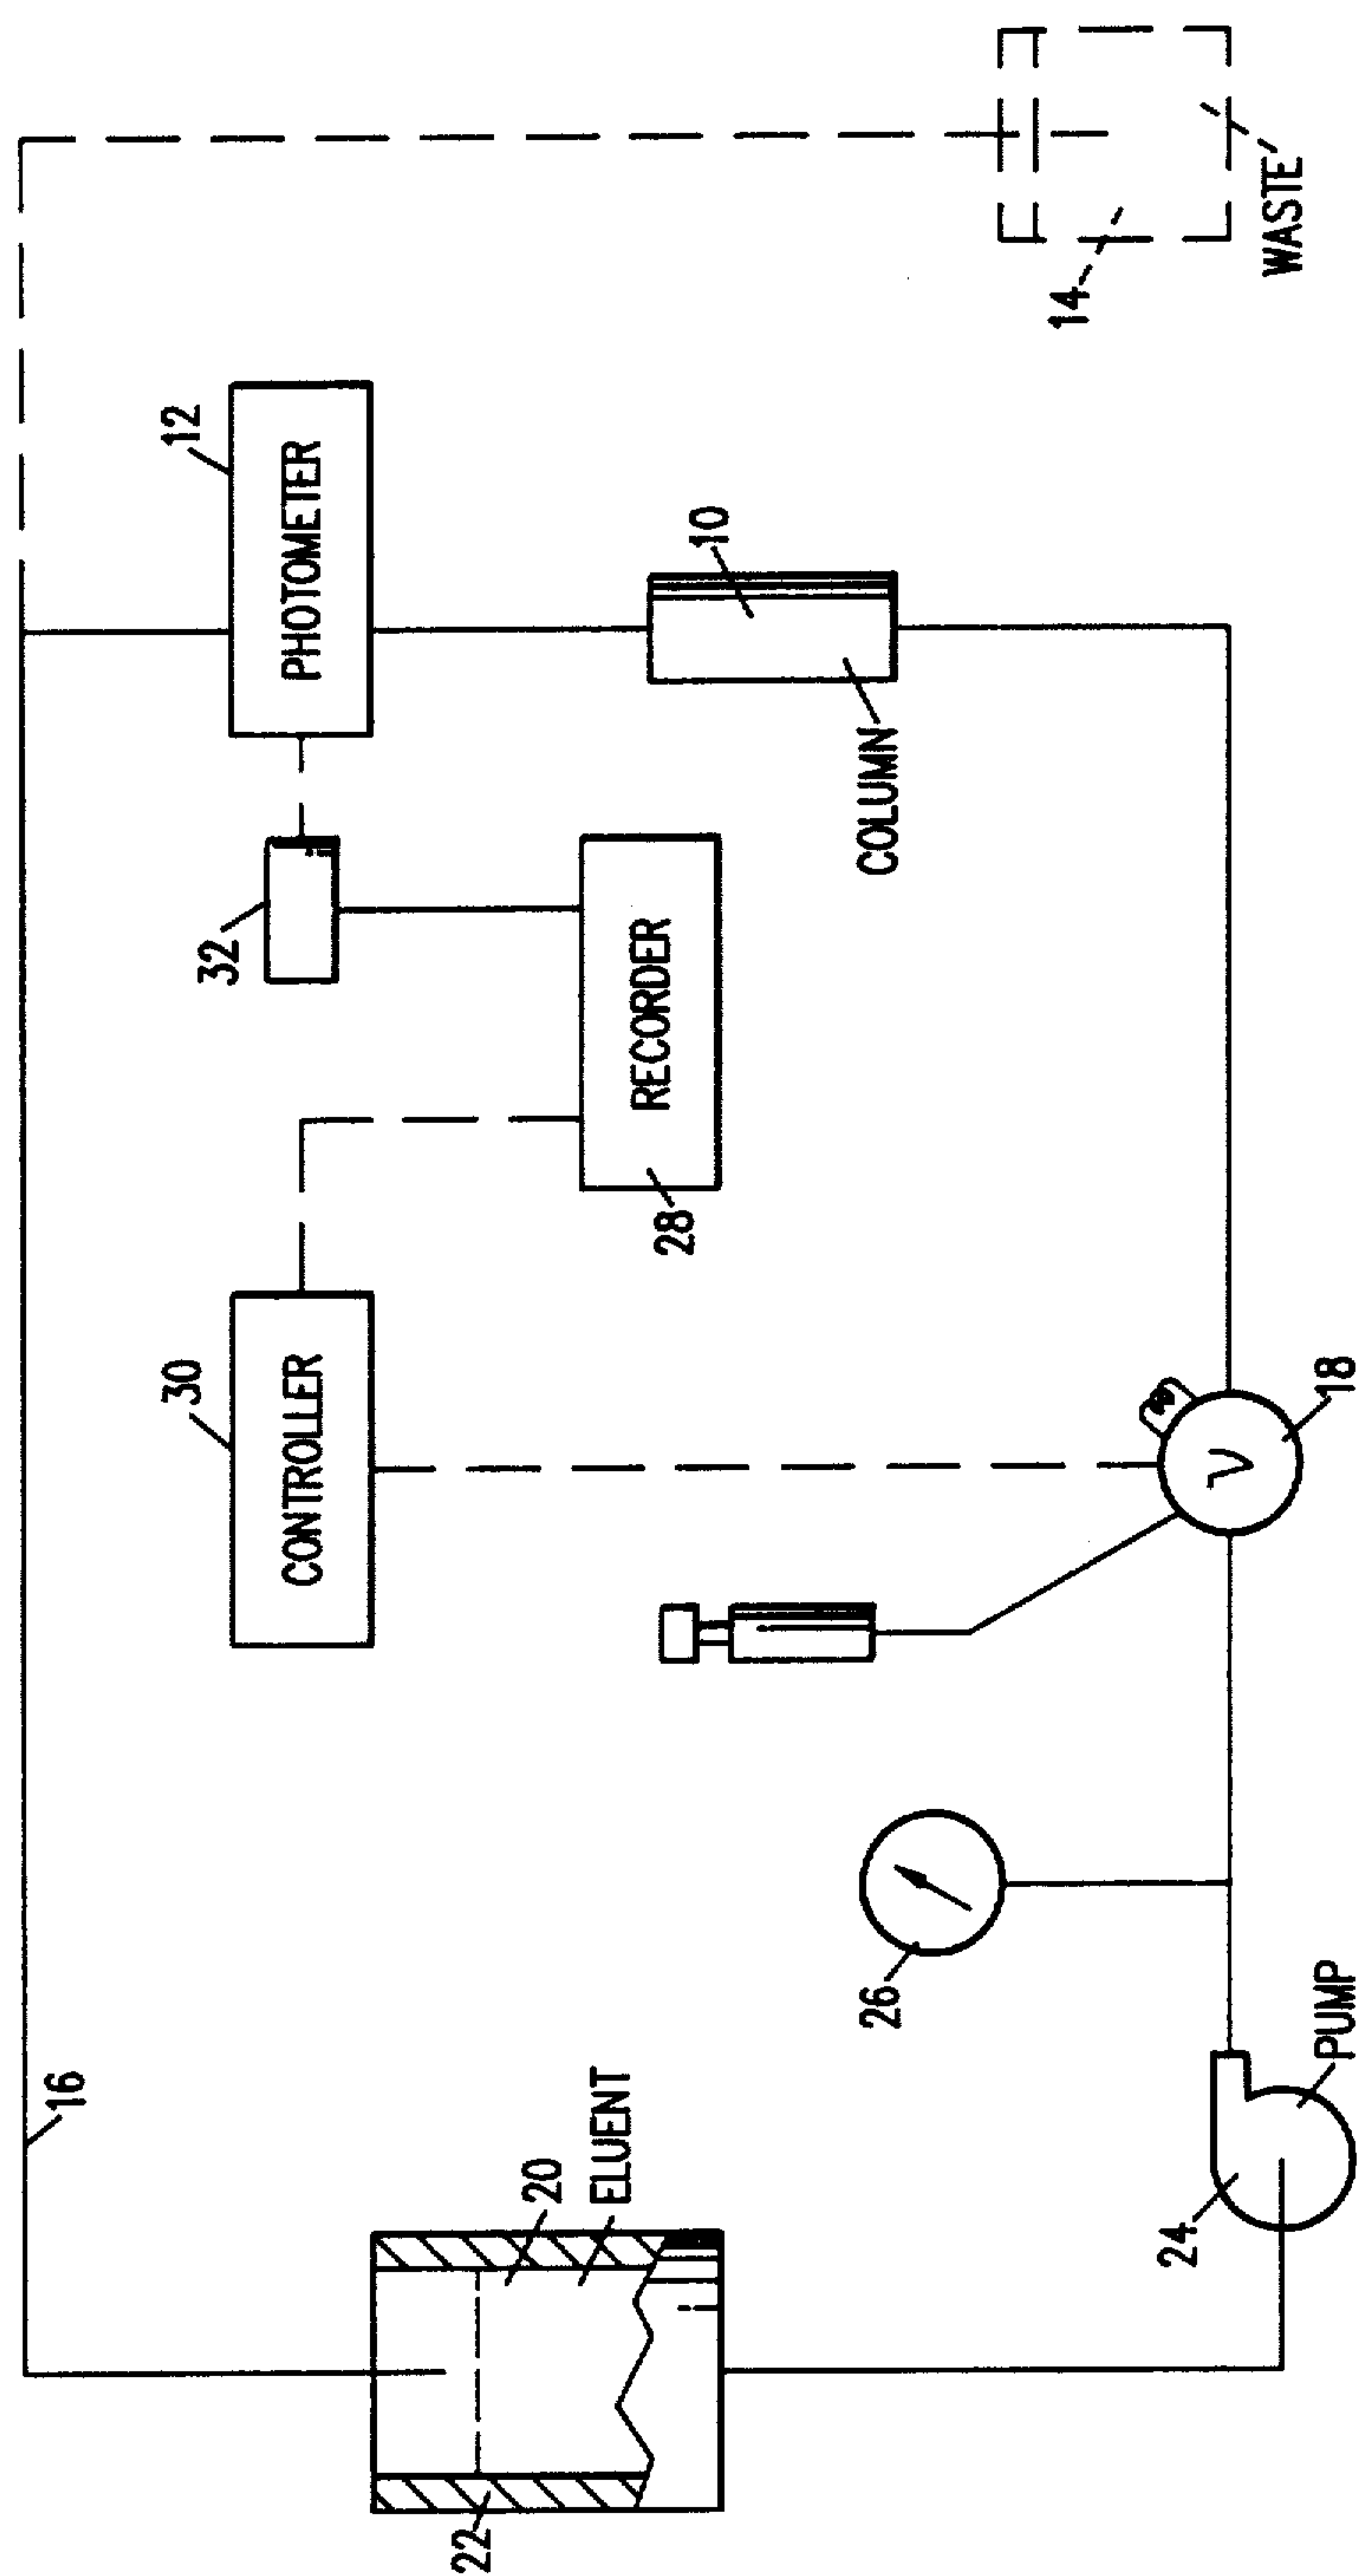 16
12
PHOTOMETER
30
CONTROLLER
32
22
20
ELUENT
RECORDER
28
10
COLUMN
14
WASTE
26
V
18
24
PUMP